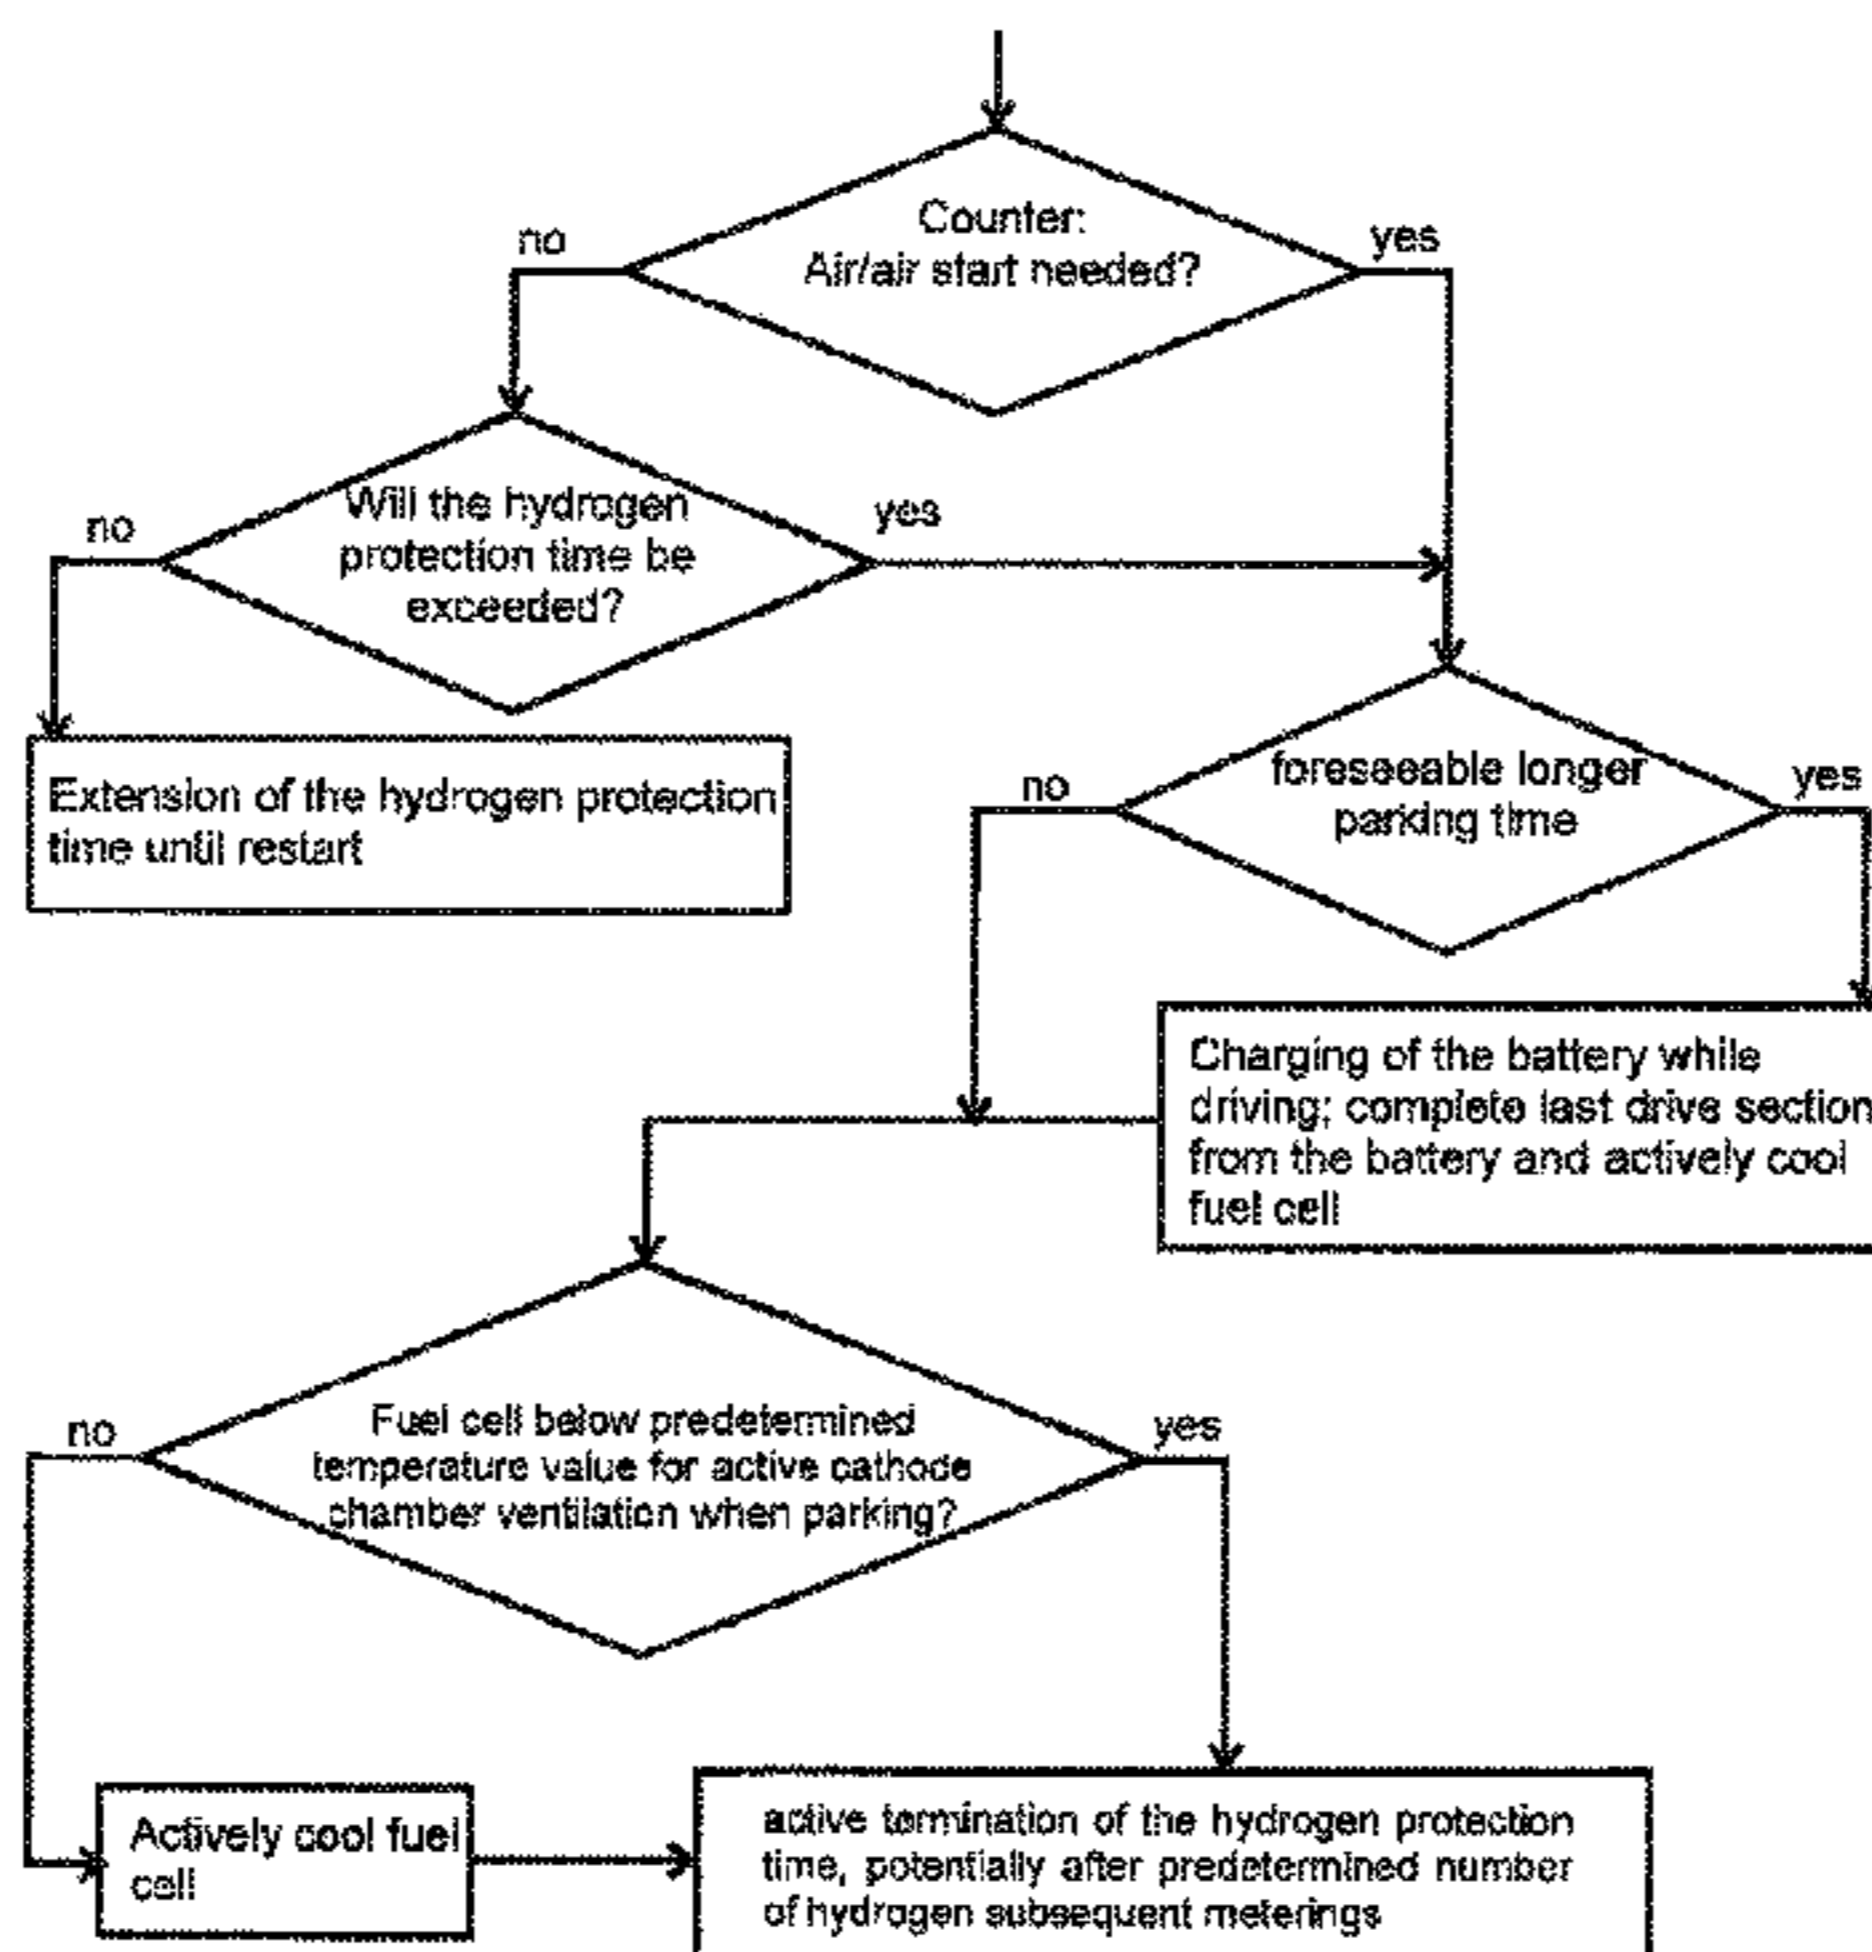 Counter:
Air/air start needed?
no
yes
Will the hydrogen
protection time be
exceeded?
no
yes
Extension of the hydrogen protection
time until restart
foreseeable longer
parking time
no
yes
Charging of the battery while
driving; complete last drive section
from the battery and actively cool
fuel cell
Fuel cell below predetermined
temperature value for active cathode
chamber ventilation when parking?
no
yes
Actively cool fuel
cell
active termination of the hydrogen protection
time, potentially after predetermined number
of hydrogen subsequent meterings